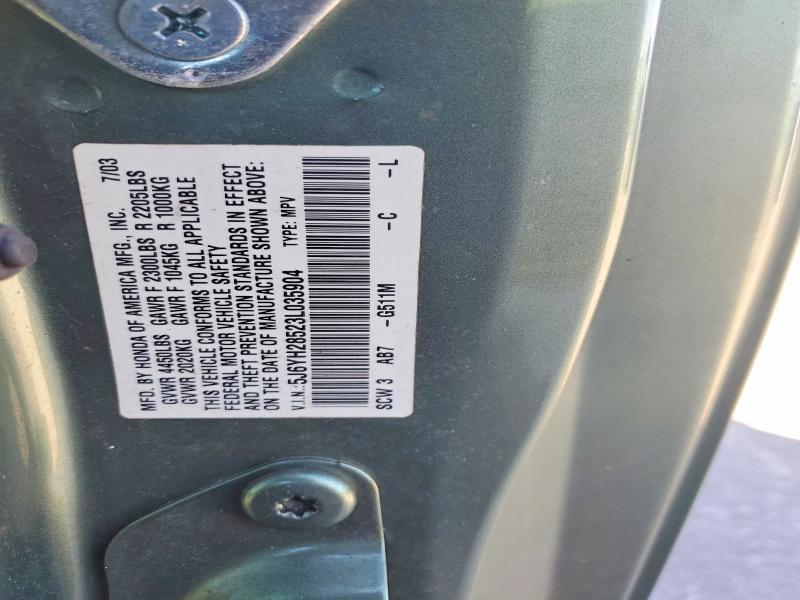 MFD. BY HONDA OF AMERICA MFG., INC. 7/03
GVWR 4450LBS GAWR F 2300LBS R 2205LBS
GVWR 2020KG GAWR F 1045KG R 1000KG
THIS VEHICLE CONFORMS TO ALL APPLICABLE
FEDERAL MOTOR VEHICLE SAFETY
AND THEFT PREVENTION STANDARDS IN EFFECT
ON THE DATE OF MANUFACTURE SHOWN ABOVE:
V.I.N.:5J6YH28523L035904 TYPE: MPV
SCW 3 AB7 -G511M -C -L